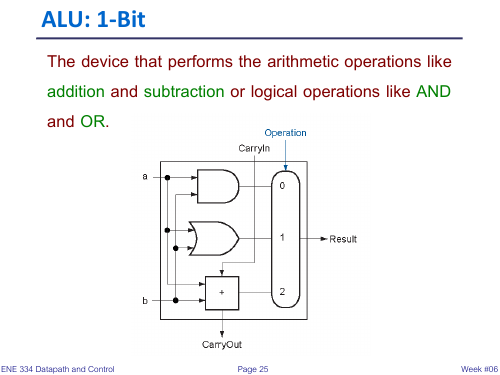 ALU: 1-Bit
The device that performs the arithmetic operations like
addition and subtraction or logical operations like AND
and OR.
Operation
CarryIn
a
0
1
Result
2
+
b
CarryOut
ENE 334 Datapath and Control
Page 25
Week #06